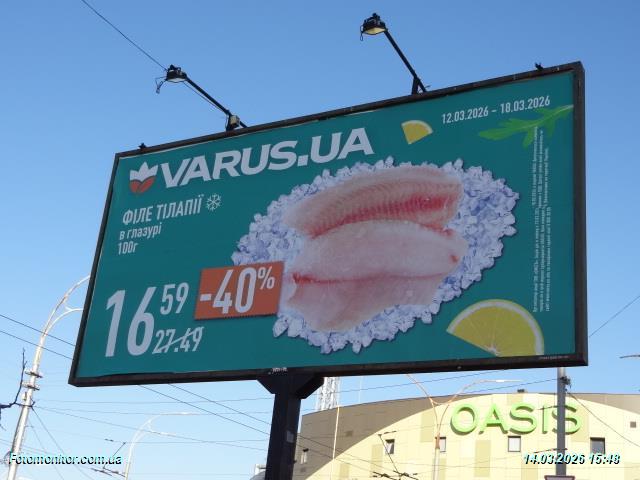 12.03.2026 - 18.03.2026
VARUS.UA
ФІЛЕ ТІЛАПІЇ
в глазурі
100г
-40%
16 59
27.49
OASIS
Fotomonitor.com.ua
14.03.2026 15:48